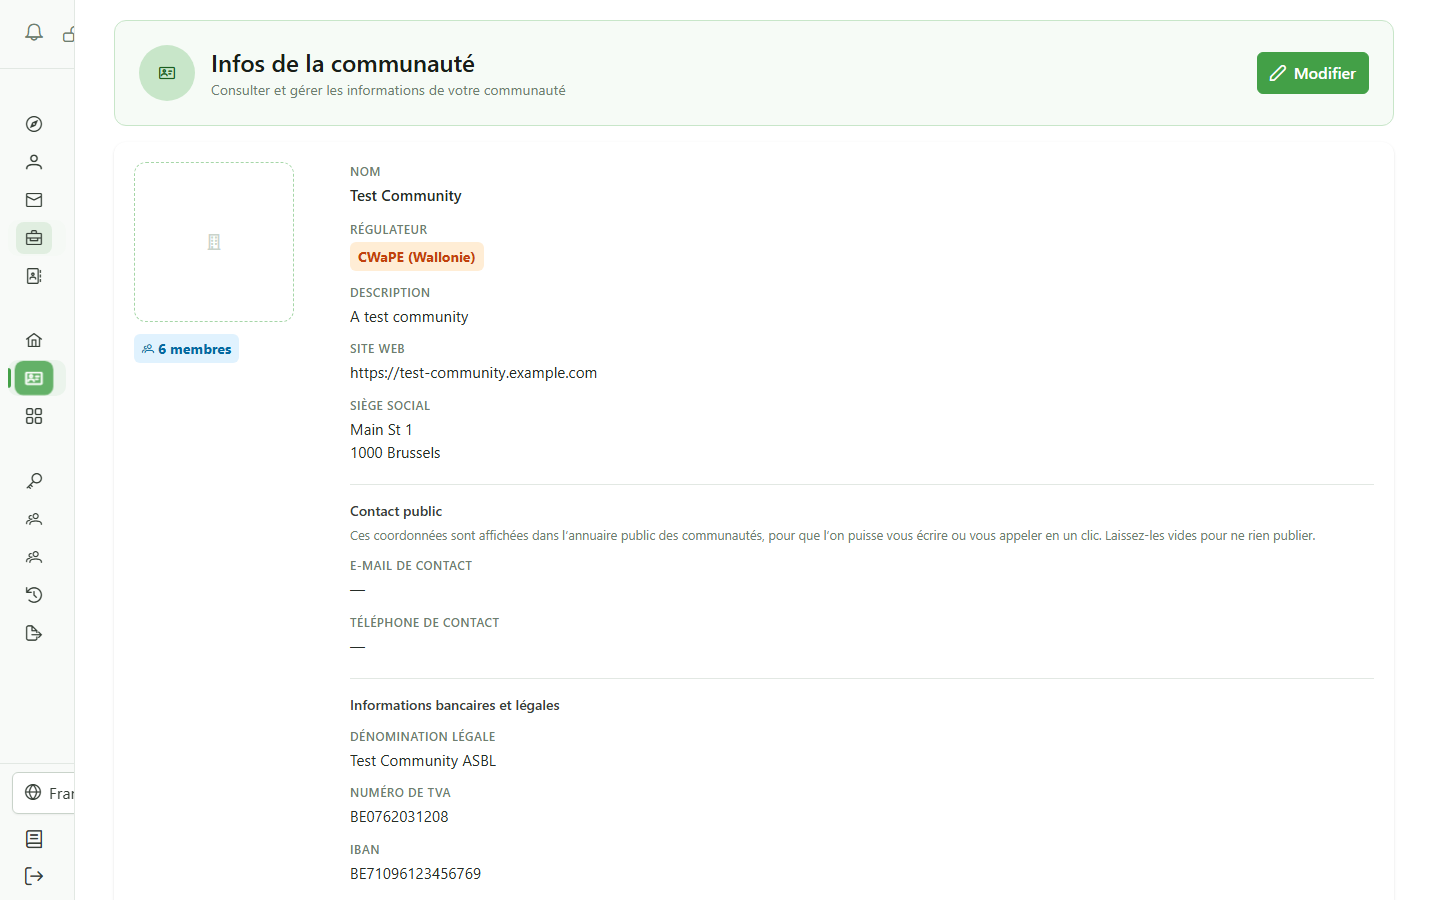 Infos de la communauté
Consulter et gérer les informations de votre communauté
Modifier
NOM
Test Community
RÉGULATEUR
CWaPE (Wallonie)
DESCRIPTION
A test community
6 membres
SITE WEB
https://test-community.example.com
SIÈGE SOCIAL
Main St 1
1000 Brussels
Contact public
Ces coordonnées sont affichées dans l’annuaire public des communautés, pour que l’on puisse vous écrire ou vous appeler en un clic. Laissez-les vides pour ne rien publier.
E-MAIL DE CONTACT
—
TÉLÉPHONE DE CONTACT
—
Informations bancaires et légales
DÉNOMINATION LÉGALE
Test Community ASBL
NUMÉRO DE TVA
BE0762031208
IBAN
BE71096123456769